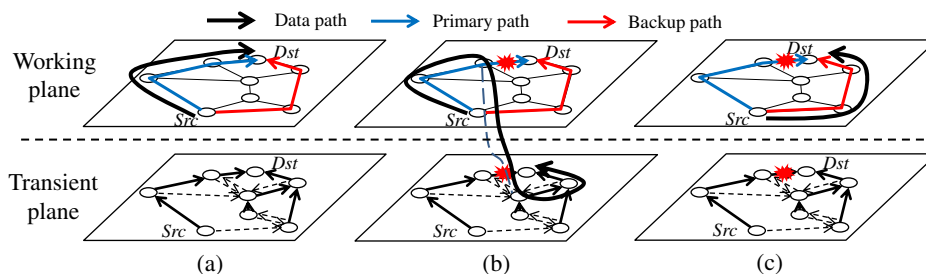 Data path Primary path Backup path
Working plane
Dst Dst Dst
Src Src Src
Transient plane
Dst Dst Dst
Src Src Src
(a) (b) (c)